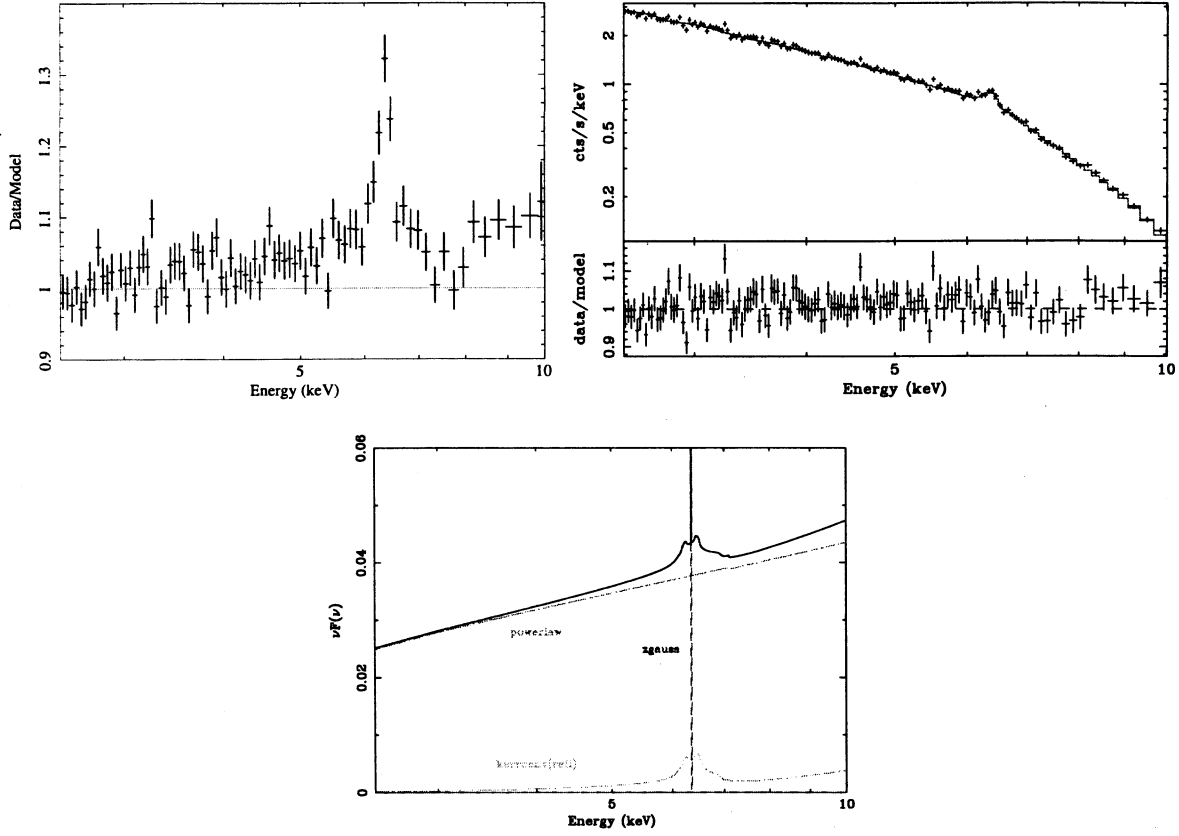 1.3
1.2
1.1
1
0.9
Data/Model
5
10
Energy (keV)
2
1
0.5
0.2
cts/s/keV
1.1
1
0.9
data/model
5
10
Energy (keV)
0.06
0.04
0.02
0
νF(ν)
powerlaw
zgauss
5
10
Energy (keV)